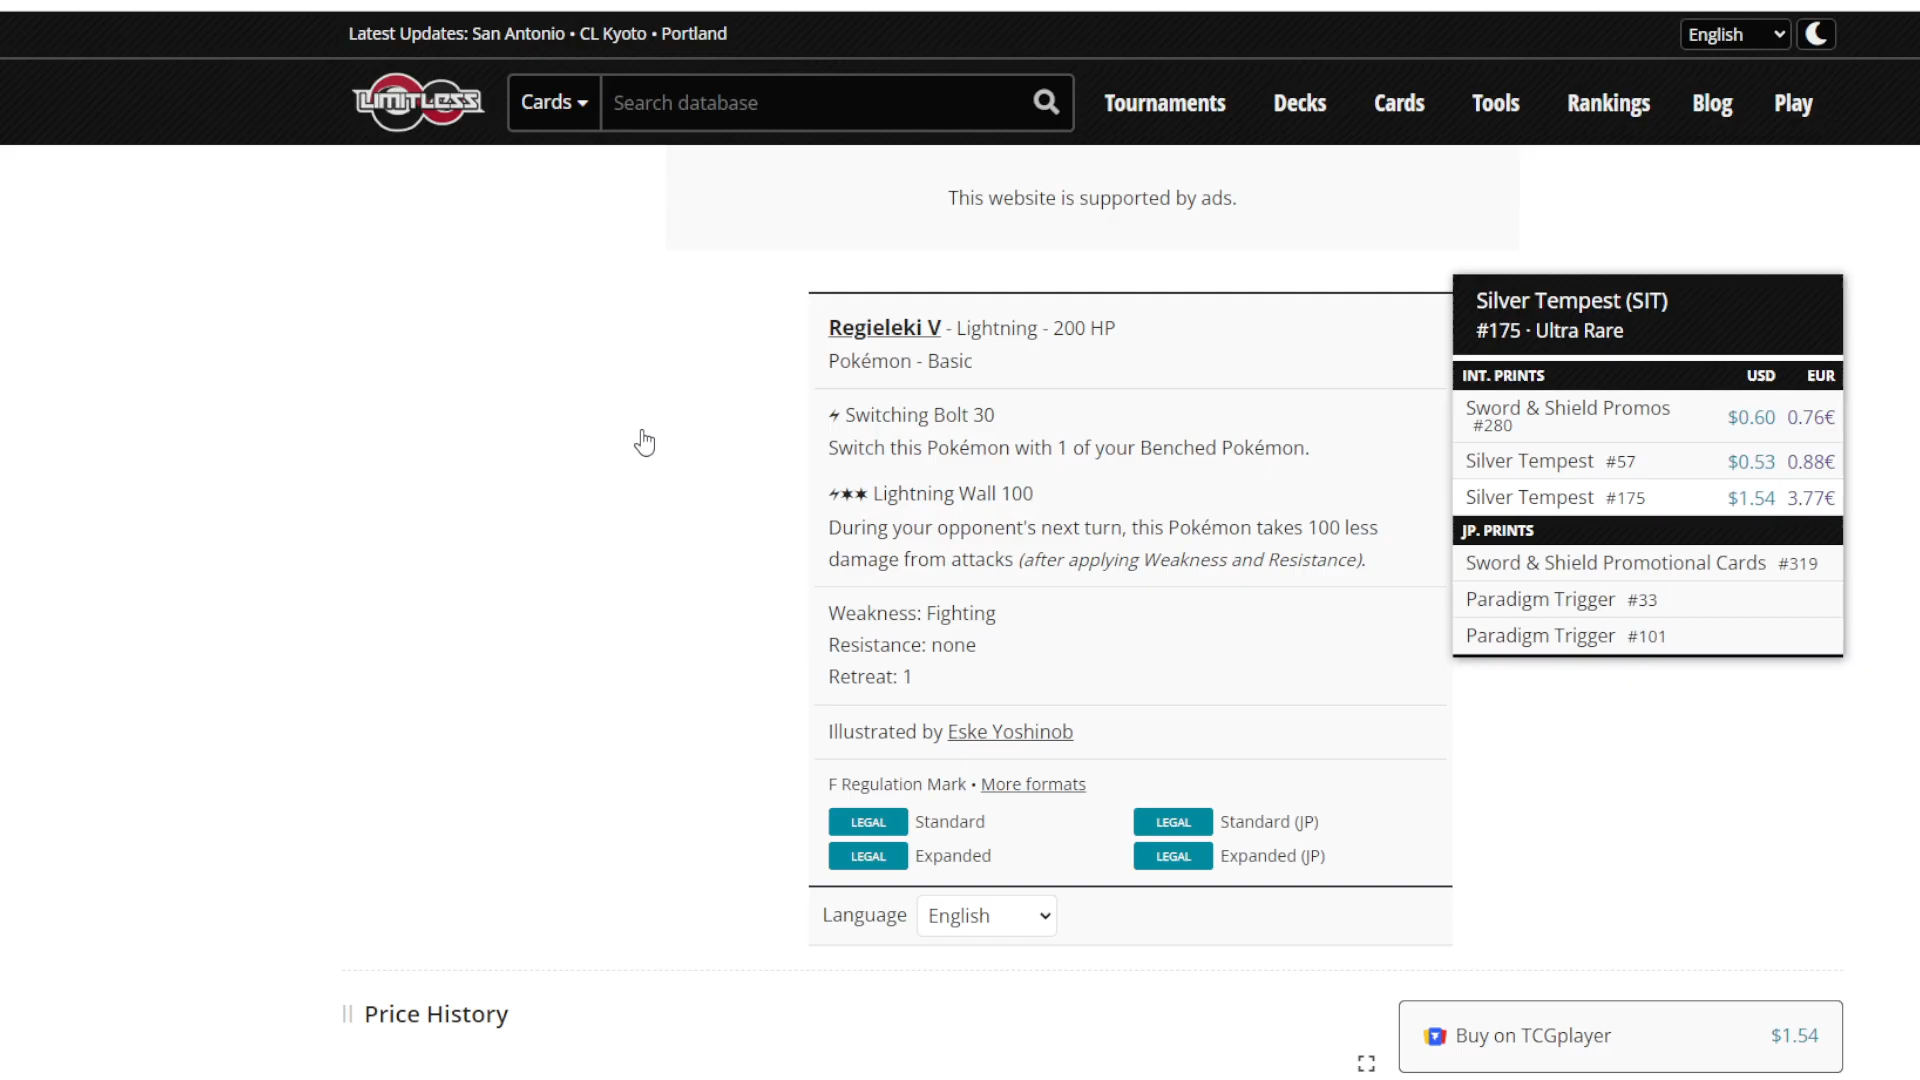 Latest Updates: San Antonio • CL Kyoto • Portland
English
LIMITLESS
Cards
Search database
Tournaments
Decks
Cards
Tools
Rankings
Blog
Play
This website is supported by ads.
Regieleki V - Lightning - 200 HP
Pokémon - Basic
Switching Bolt 30
Switch this Pokémon with 1 of your Benched Pokémon.
Lightning Wall 100
During your opponent's next turn, this Pokémon takes 100 less
damage from attacks (after applying Weakness and Resistance).
Weakness: Fighting
Resistance: none
Retreat: 1
Illustrated by Eske Yoshinob
F Regulation Mark • More formats
LEGAL Standard
LEGAL Standard (JP)
LEGAL Expanded
LEGAL Expanded (JP)
Language English
Silver Tempest (SIT)
#175 · Ultra Rare
INT. PRINTS USD EUR
Sword & Shield Promos
#280 $0.60 0.76€
Silver Tempest #57 $0.53 0.88€
Silver Tempest #175 $1.54 3.77€
JP. PRINTS
Sword & Shield Promotional Cards #319
Paradigm Trigger #33
Paradigm Trigger #101
Price History
Buy on TCGplayer $1.54